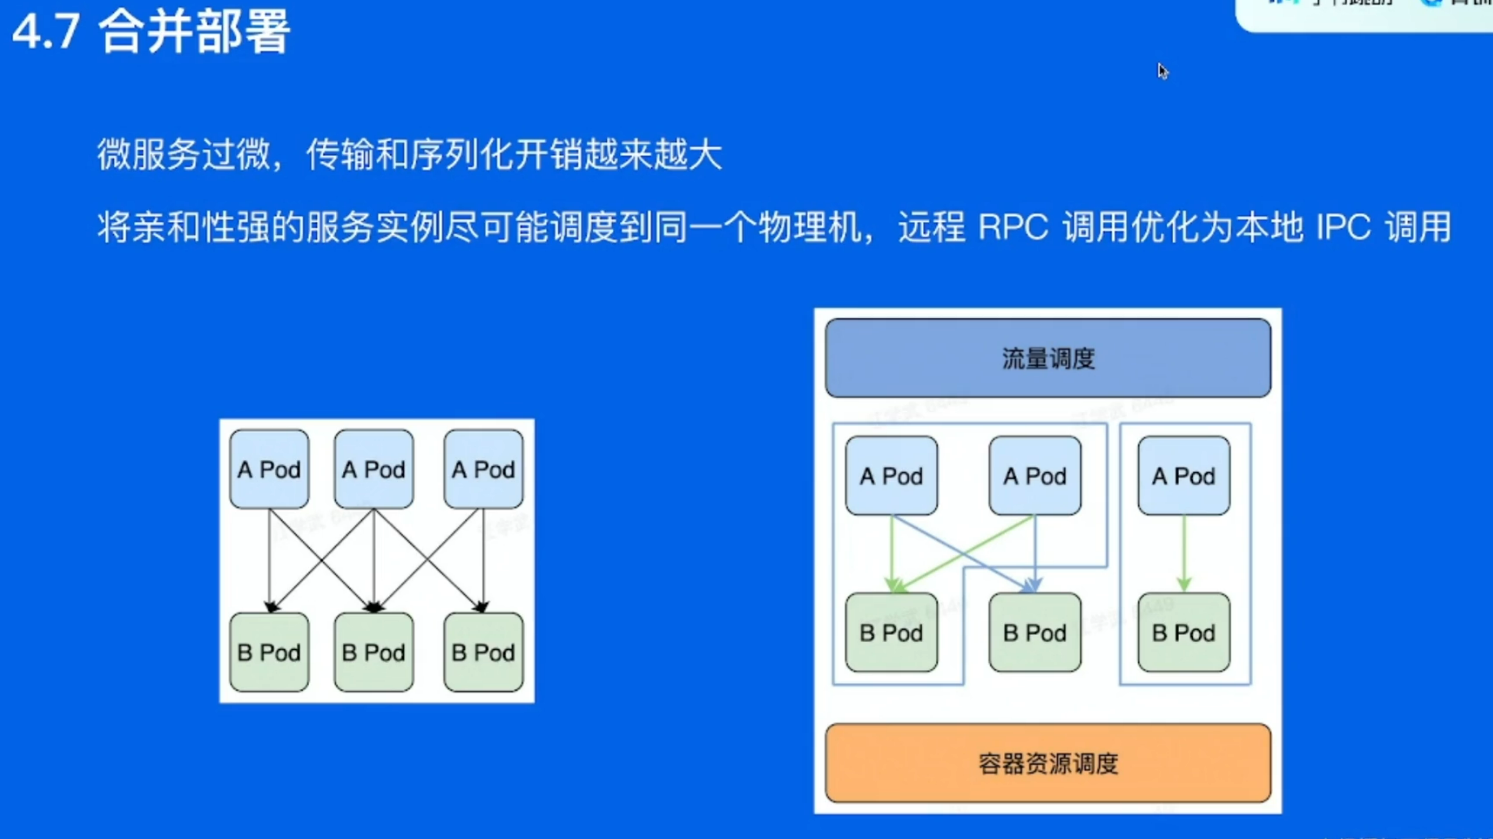 4.7 合并部署
微服务过微，传输和序列化开销越来越大
将亲和性强的服务实例尽可能调度到同一个物理机，远程 RPC 调用优化为本地 IPC 调用
A Pod A Pod A Pod
B Pod B Pod B Pod
流量调度
A Pod A Pod A Pod
B Pod B Pod B Pod
容器资源调度